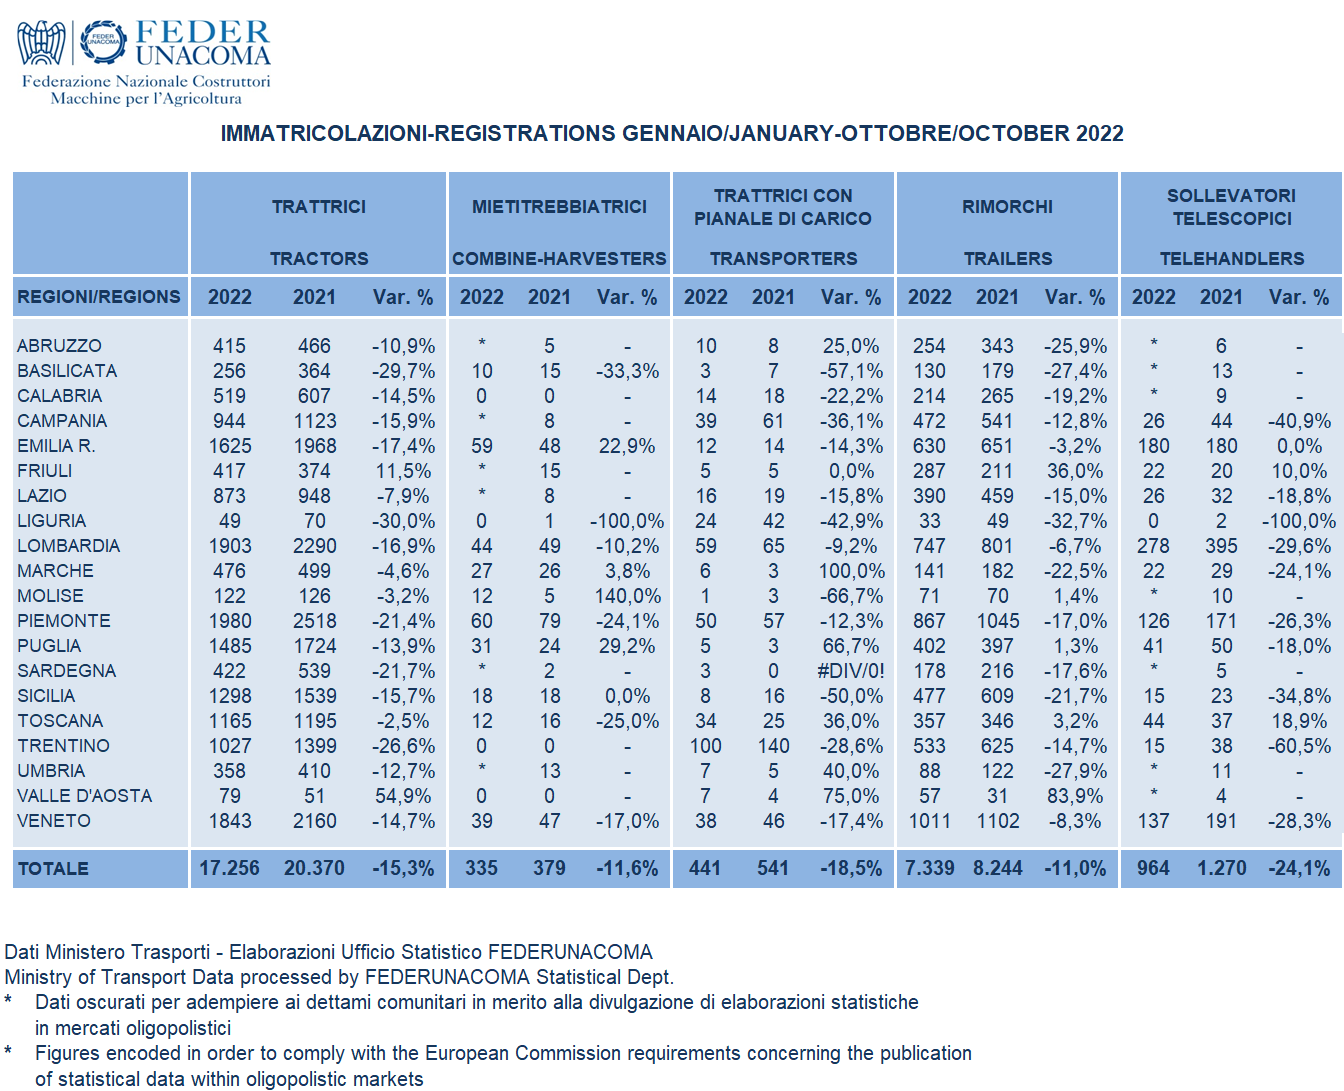 FEDER
UNACOMA
FEDER
UNACOMA
Federazione Nazionale Costruttori
Macchine per l'Agricoltura
IMMATRICOLAZIONI-REGISTRATIONS GENNAIO/JANUARY-OTTOBRE/OCTOBER 2022
TRATTRICI MIETITREBBIATRICI TRATTRICI CON PIANALE DI CARICO RIMORCHI SOLLEVATORI TELESCOPICI
TRACTORS COMBINE-HARVESTERS TRANSPORTERS TRAILERS TELEHANDLERS
REGIONI/REGIONS 2022 2021 Var. % 2022 2021 Var. % 2022 2021 Var. % 2022 2021 Var. % 2022 2021 Var. %
ABRUZZO 415 466 -10,9% * 5 - 10 8 25,0% 254 343 -25,9% * 6 -
BASILICATA 256 364 -29,7% 10 15 -33,3% 3 7 -57,1% 130 179 -27,4% * 13 -
CALABRIA 519 607 -14,5% 0 0 - 14 18 -22,2% 214 265 -19,2% * 9 -
CAMPANIA 944 1123 -15,9% * 8 - 39 61 -36,1% 472 541 -12,8% 26 44 -40,9%
EMILIA R. 1625 1968 -17,4% 59 48 22,9% 12 14 -14,3% 630 651 -3,2% 180 180 0,0%
FRIULI 417 374 11,5% * 15 - 5 5 0,0% 287 211 36,0% 22 20 10,0%
LAZIO 873 948 -7,9% * 8 - 16 19 -15,8% 390 459 -15,0% 26 32 -18,8%
LIGURIA 49 70 -30,0% 0 1 -100,0% 24 42 -42,9% 33 49 -32,7% 0 2 -100,0%
LOMBARDIA 1903 2290 -16,9% 44 49 -10,2% 59 65 -9,2% 747 801 -6,7% 278 395 -29,6%
MARCHE 476 499 -4,6% 27 26 3,8% 6 3 100,0% 141 182 -22,5% 22 29 -24,1%
MOLISE 122 126 -3,2% 12 5 140,0% 1 3 -66,7% 71 70 1,4% * 10 -
PIEMONTE 1980 2518 -21,4% 60 79 -24,1% 50 57 -12,3% 867 1045 -17,0% 126 171 -26,3%
PUGLIA 1485 1724 -13,9% 31 24 29,2% 5 3 66,7% 402 397 1,3% 41 50 -18,0%
SARDEGNA 422 539 -21,7% * 2 - 3 0 #DIV/0! 178 216 -17,6% * 5 -
SICILIA 1298 1539 -15,7% 18 18 0,0% 8 16 -50,0% 477 609 -21,7% 15 23 -34,8%
TOSCANA 1165 1195 -2,5% 12 16 -25,0% 34 25 36,0% 357 346 3,2% 44 37 18,9%
TRENTINO 1027 1399 -26,6% 0 0 - 100 140 -28,6% 533 625 -14,7% 15 38 -60,5%
UMBRIA 358 410 -12,7% * 13 - 7 5 40,0% 88 122 -27,9% * 11 -
VALLE D'AOSTA 79 51 54,9% 0 0 - 7 4 75,0% 57 31 83,9% * 4 -
VENETO 1843 2160 -14,7% 39 47 -17,0% 38 46 -17,4% 1011 1102 -8,3% 137 191 -28,3%
TOTALE 17.256 20.370 -15,3% 335 379 -11,6% 441 541 -18,5% 7.339 8.244 -11,0% 964 1.270 -24,1%
Dati Ministero Trasporti - Elaborazioni Ufficio Statistico FEDERUNACOMA
Ministry of Transport Data processed by FEDERUNACOMA Statistical Dept.
* Dati oscurati per adempiere ai dettami comunitari in merito alla divulgazione di elaborazioni statistiche
in mercati oligopolistici
* Figures encoded in order to comply with the European Commission requirements concerning the publication
of statistical data within oligopolistic markets